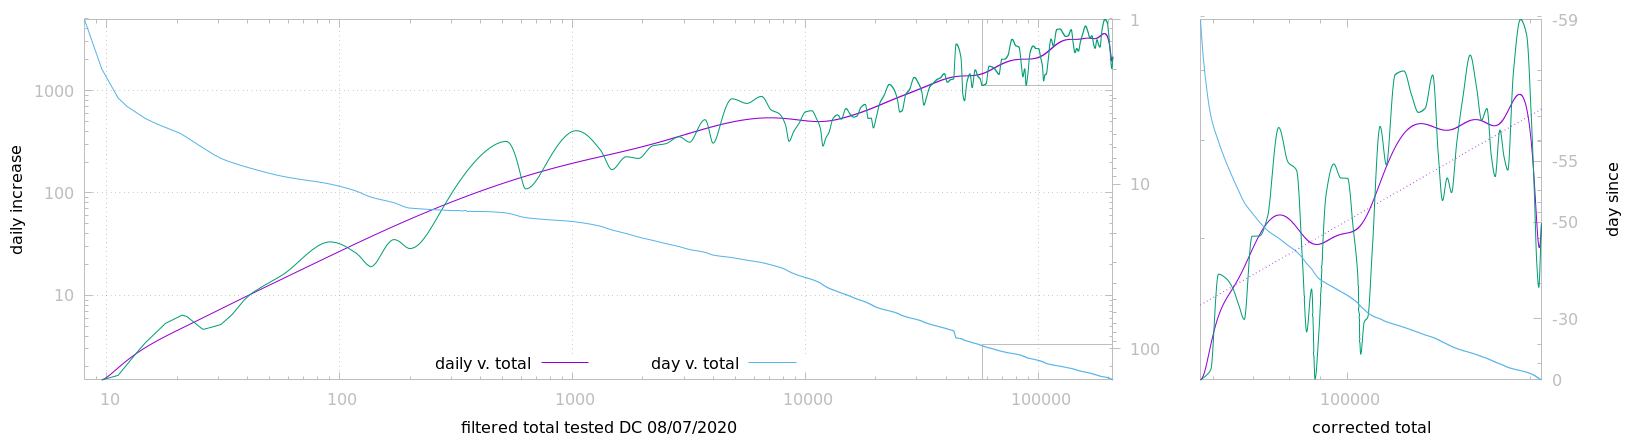 1 -59
1000
daily increase
100 10 -55
-50
day since
10 -30
daily v. total day v. total 100 0
10 100 1000 10000 100000 100000
filtered total tested DC 08/07/2020 corrected total